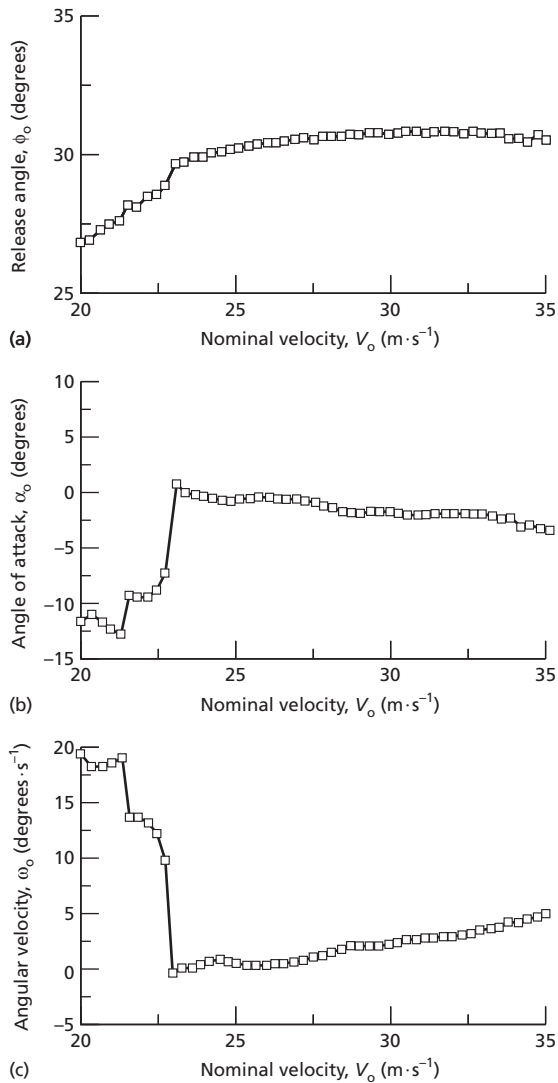 35
30
25
Release angle, ϕₒ (degrees)
20 25 30 35
(a) Nominal velocity, Vₒ (m·s⁻¹)
10
5
0
−5
−10
−15
Angle of attack, αₒ (degrees)
20 25 30 35
(b) Nominal velocity, Vₒ (m·s⁻¹)
20
15
10
5
0
−5
Angular velocity, ωₒ (degrees·s⁻¹)
20 25 30 35
(c) Nominal velocity, Vₒ (m·s⁻¹)